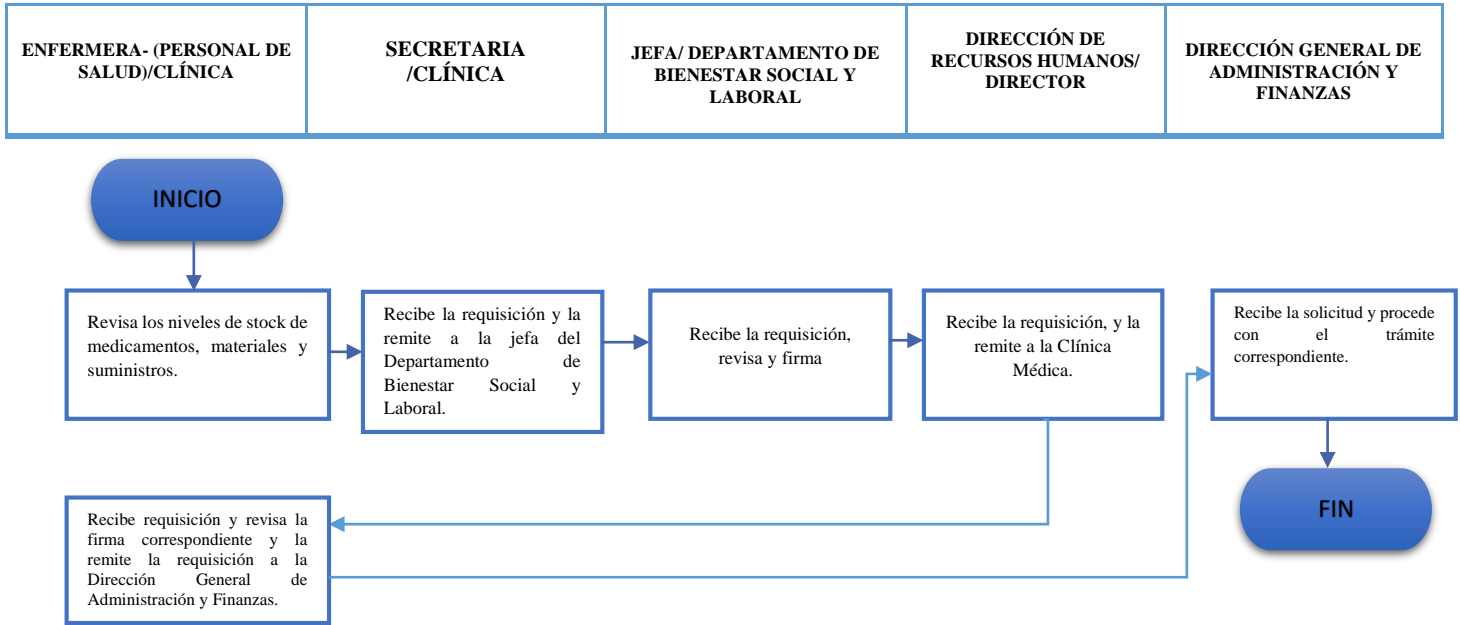 ENFERMERA- (PERSONAL DE
SALUD)/CLÍNICA
SECRETARIA
/CLÍNICA
JEFA/ DEPARTAMENTO DE
BIENESTAR SOCIAL Y
LABORAL
DIRECCIÓN DE
RECURSOS HUMANOS/
DIRECTOR
DIRECCIÓN GENERAL DE
ADMINISTRACIÓN Y
FINANZAS
INICIO
Revisa los niveles de stock de
medicamentos, materiales y
suministros.
Recibe la requisición y la
remite a la jefa del
Departamento de
Bienestar Social y
Laboral.
Recibe la requisición,
revisa y firma
Recibe la requisición, y la
remite a la Clínica
Médica.
Recibe la solicitud y procede
con el trámite
correspondiente.
Recibe requisición y revisa la
firma correspondiente y la
remite la requisición a la
Dirección General de
Administración y Finanzas.
FIN